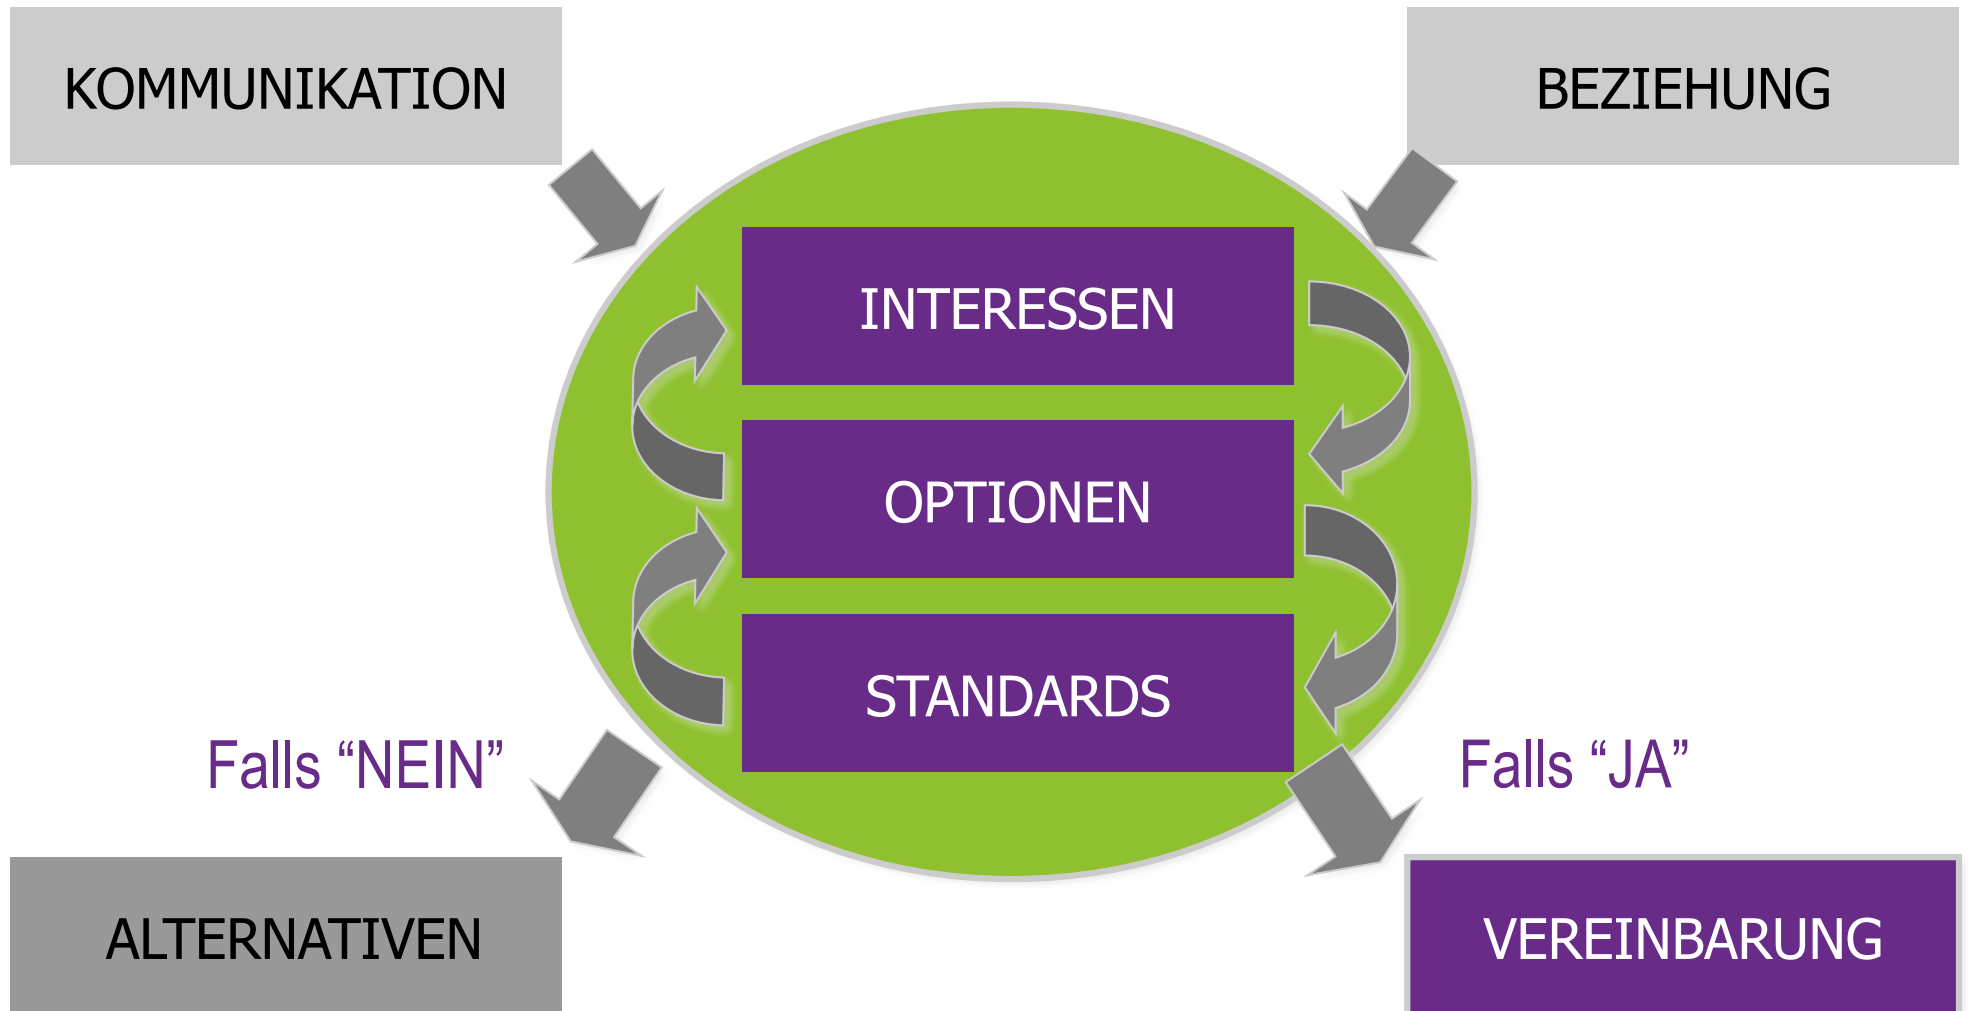 KOMMUNIKATION
BEZIEHUNG
INTERESSEN
OPTIONEN
STANDARDS
Falls “NEIN”
Falls “JA”
ALTERNATIVEN
VEREINBARUNG